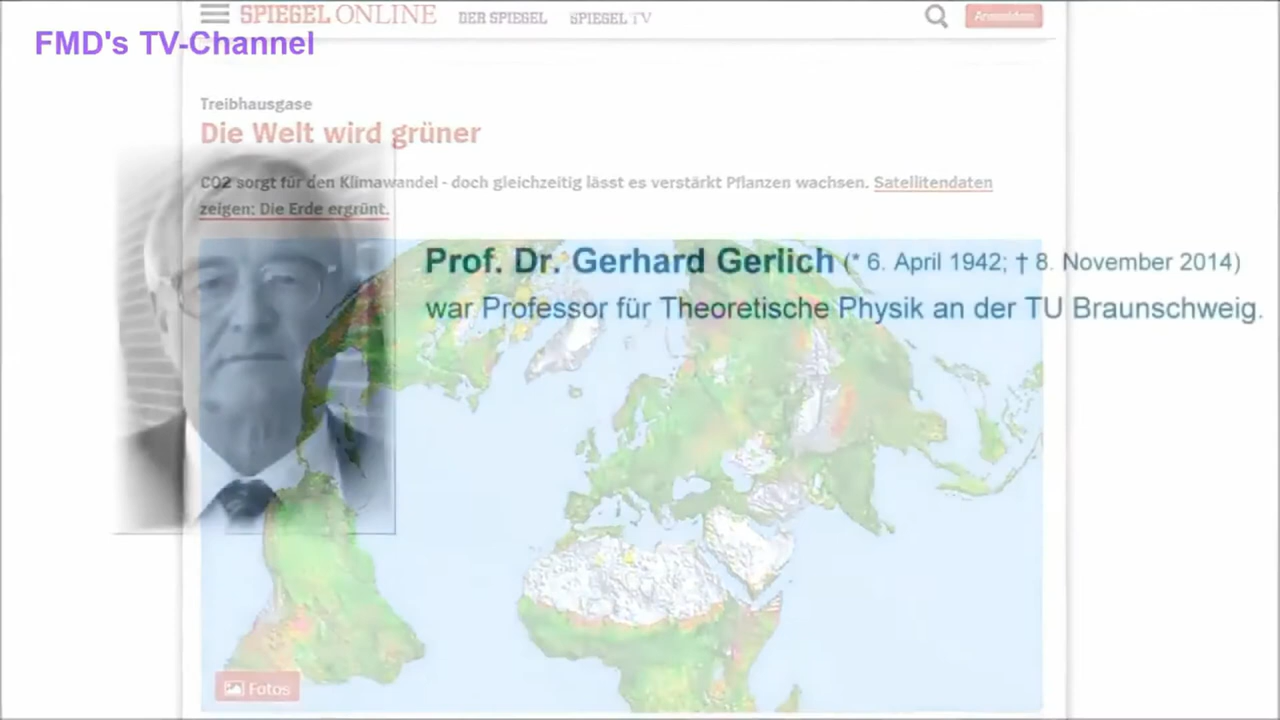 SPIEGEL ONLINE DER SPIEGEL SPIEGEL TV Anmelden
FMD's TV-Channel
Treibhausgase
Die Welt wird grüner
CO2 sorgt für den Klimawandel - doch gleichzeitig lässt es verstärkt Pflanzen wachsen. Satellitendaten
zeigen: Die Erde ergrünt.
Prof. Dr. Gerhard Gerlich (* 6. April 1942; † 8. November 2014)
war Professor für Theoretische Physik an der TU Braunschweig.
Fotos